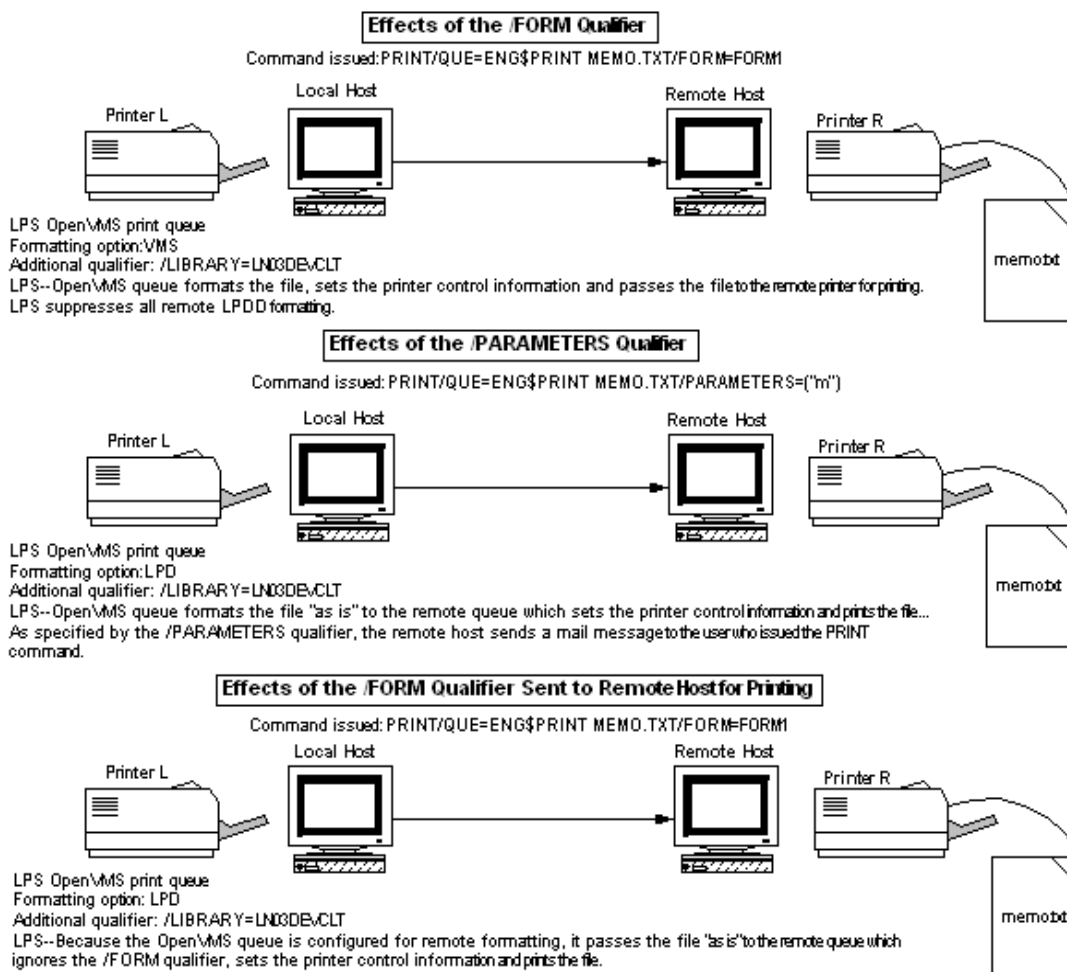 Effects of the /FORM Qualifier
Command issued:PRINT/QUE=ENG$PRINT MEMO.TXT/FORM=FORM1
Local Host
Remote Host
Printer L
Printer R
memo.txt
LPS OpenVMS print queue
Formatting option:VMS
Additional qualifier: /LIBRARY=LN03DEVCLT
LPS--OpenVMS queue formats the file, sets the printer control information and passes the file to the remote printer for printing.
LPS suppresses all remote LPDD formatting.
Effects of the /PARAMETERS Qualifier
Command issued: PRINT/QUE=ENG$PRINT MEMO.TXT/PARAMETERS=("m")
Local Host
Remote Host
Printer L
Printer R
memo.txt
LPS OpenVMS print queue
Formatting option:LPD
Additional qualifier: /LIBRARY=LN03DEVCLT
LPS--OpenVMS queue formats the file "as is" to the remote queue which sets the printer control information and prints the file...
As specified by the /PARAMETERS qualifier, the remote host sends a mail message to the user who issued the PRINT
command.
Effects of the /FORM Qualifier Sent to Remote Host for Printing
Command issued: PRINT/QUE=ENG$PRINT MEMO.TXT/FORM=FORM1
Local Host
Remote Host
Printer L
Printer R
memo.txt
LPS OpenVMS print queue
Formatting option: LPD
Additional qualifier: /LIBRARY=LN03DEVCLT
LPS--Because the OpenVMS queue is configured for remote formatting, it passes the file "as is" to the remote queue which
ignores the /FORM qualifier, sets the printer control information and prints the file.